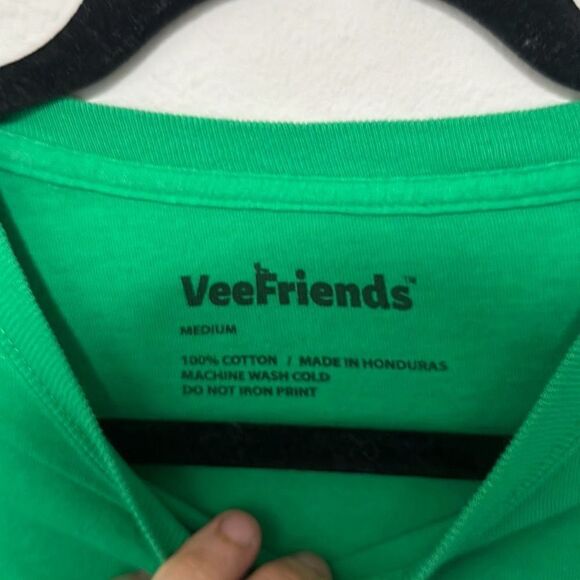 VeeFriends™
MEDIUM
100% COTTON / MADE IN HONDURAS
MACHINE WASH COLD
DO NOT IRON PRINT